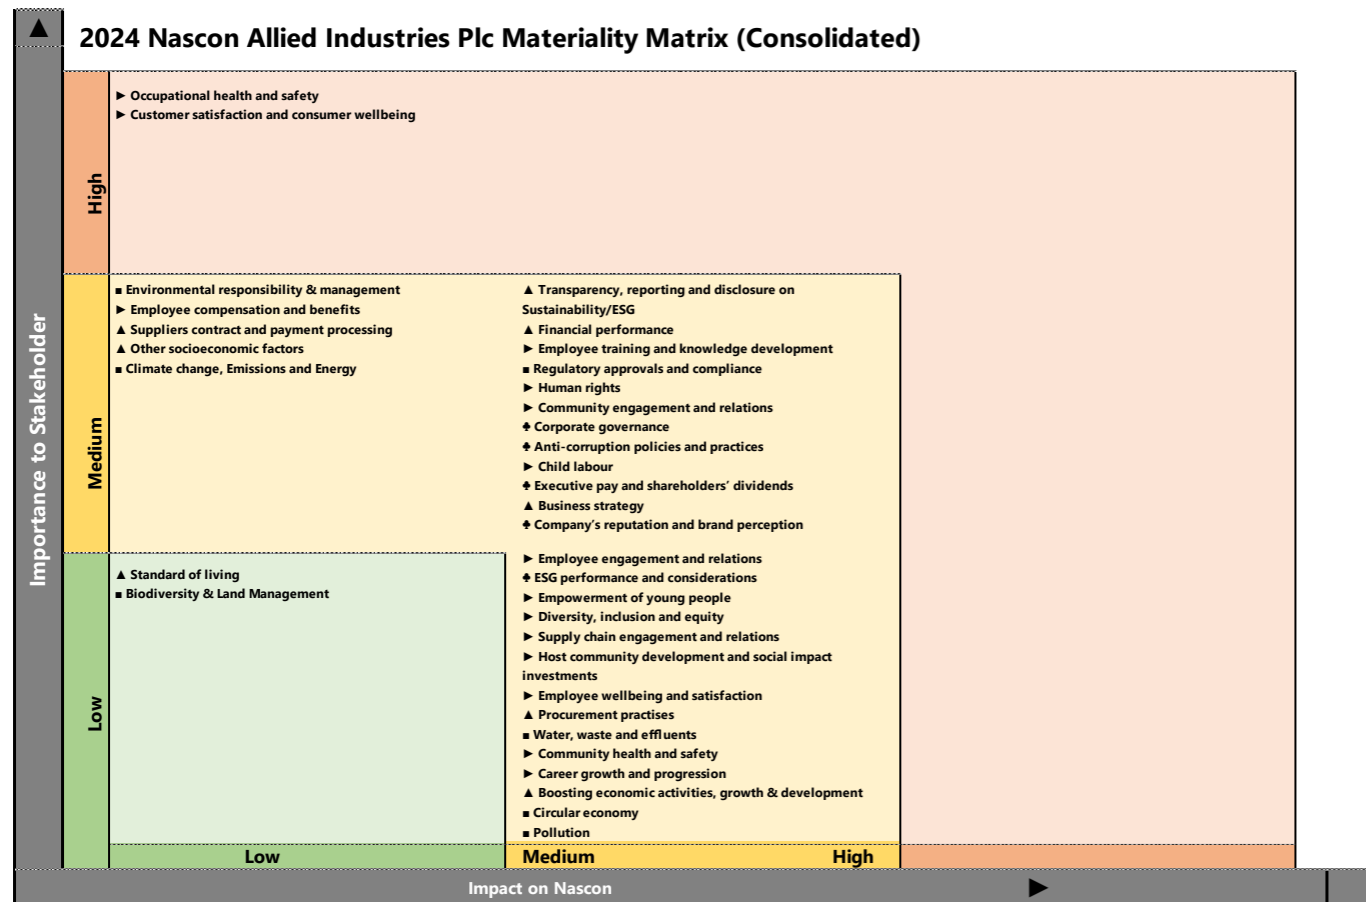 2024 Nascon Allied Industries Plc Materiality Matrix (Consolidated)
Importance to Stakeholder
High
► Occupational health and safety
► Customer satisfaction and consumer wellbeing
Medium
■ Environmental responsibility & management
► Employee compensation and benefits
▲ Suppliers contract and payment processing
▲ Other socioeconomic factors
■ Climate change, Emissions and Energy
▲ Transparency, reporting and disclosure on
Sustainability/ESG
▲ Financial performance
► Employee training and knowledge development
■ Regulatory approvals and compliance
► Human rights
► Community engagement and relations
♣ Corporate governance
♣ Anti-corruption policies and practices
► Child labour
♣ Executive pay and shareholders’ dividends
▲ Business strategy
♣ Company’s reputation and brand perception
Low
▲ Standard of living
■ Biodiversity & Land Management
► Employee engagement and relations
♣ ESG performance and considerations
► Empowerment of young people
► Diversity, inclusion and equity
► Supply chain engagement and relations
► Host community development and social impact
investments
► Employee wellbeing and satisfaction
▲ Procurement practises
■ Water, waste and effluents
► Community health and safety
► Career growth and progression
▲ Boosting economic activities, growth & development
■ Circular economy
■ Pollution
Low
Medium
High
Impact on Nascon